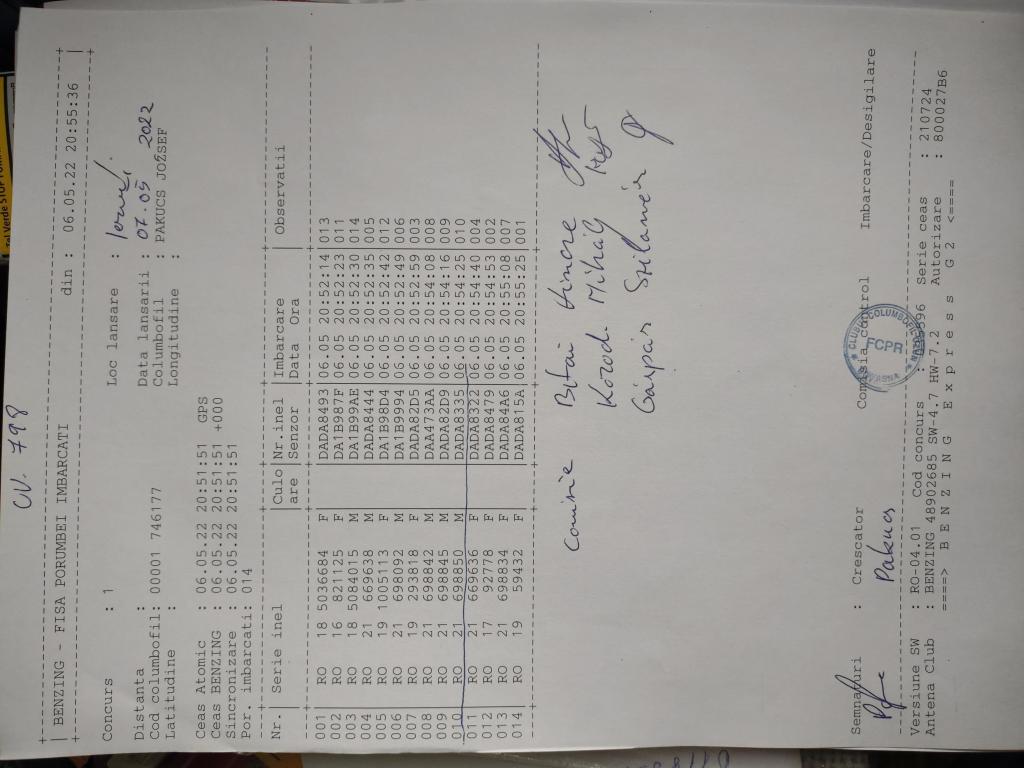 CV. 798
BENZING - FISA PORUMBEI IMBARCATI
din : 06.05.22 20:55:36
Concurs : 1 Loc lansare :
Distanta : Data lansarii : 07.05 2022
Cod columbofil: 00001 746177 Columbofil : PAKUCS JOZSEF
Latitudine : Longitudine :
Ceas Atomic : 06.05.22 20:51:51 GPS
Ceas BENZING : 06.05.22 20:51:51 +000
Sincronizare : 06.05.22 20:51:51
Por. imbarcati: 014
Nr. | Serie inel |Culo|Nr.inel |Imbarcare | Observatii
are |Senzor |Data Ora
001 | RO 18 5036684 F | |DADA8493|06.05 20:52:14|013
002 | RO 16 821125 F | |DA1B987F|06.05 20:52:23|011
003 | RO 18 5084015 M | |DA1B99AE|06.05 20:52:30|014
004 | RO 21 669638 M | |DADA8444|06.05 20:52:35|005
005 | RO 19 1005113 F | |DA1B98D4|06.05 20:52:42|012
006 | RO 21 698092 M | |DA1B9994|06.05 20:52:49|006
007 | RO 19 293818 F | |DADA82D5|06.05 20:52:59|003
008 | RO 21 698842 M | |DAA473AA|06.05 20:54:08|008
009 | RO 21 698845 M | |DADA82D9|06.05 20:54:16|009
010 | RO 21 698850 M | |DADA8335|06.05 20:54:25|010
011 | RO 21 669636 F | |DADA8322|06.05 20:54:40|004
012 | RO 17 92778 F | |DADA8479|06.05 20:54:53|002
013 | RO 21 698834 F | |DADA84A6|06.05 20:55:08|007
014 | RO 19 59432 F | |DADA815A|06.05 20:55:25|001
Comisie Bitai Hincre
Korodi Mihaly
Gáspár Szilamér
Semnaturi : Crescator Comisia control Imbarcare/Desigilare
Pakucs
CLUBUL COLUMBOFIL
FCPR
Versiune SW : RO-04.01 Cod concurs : Serie ceas : 210724
Antena Club : BENZING 48902685 SW-4.7 HW-7.2 Autorizare : 800027B6
====> B E N Z I N G E x p r e s s G 2 <====